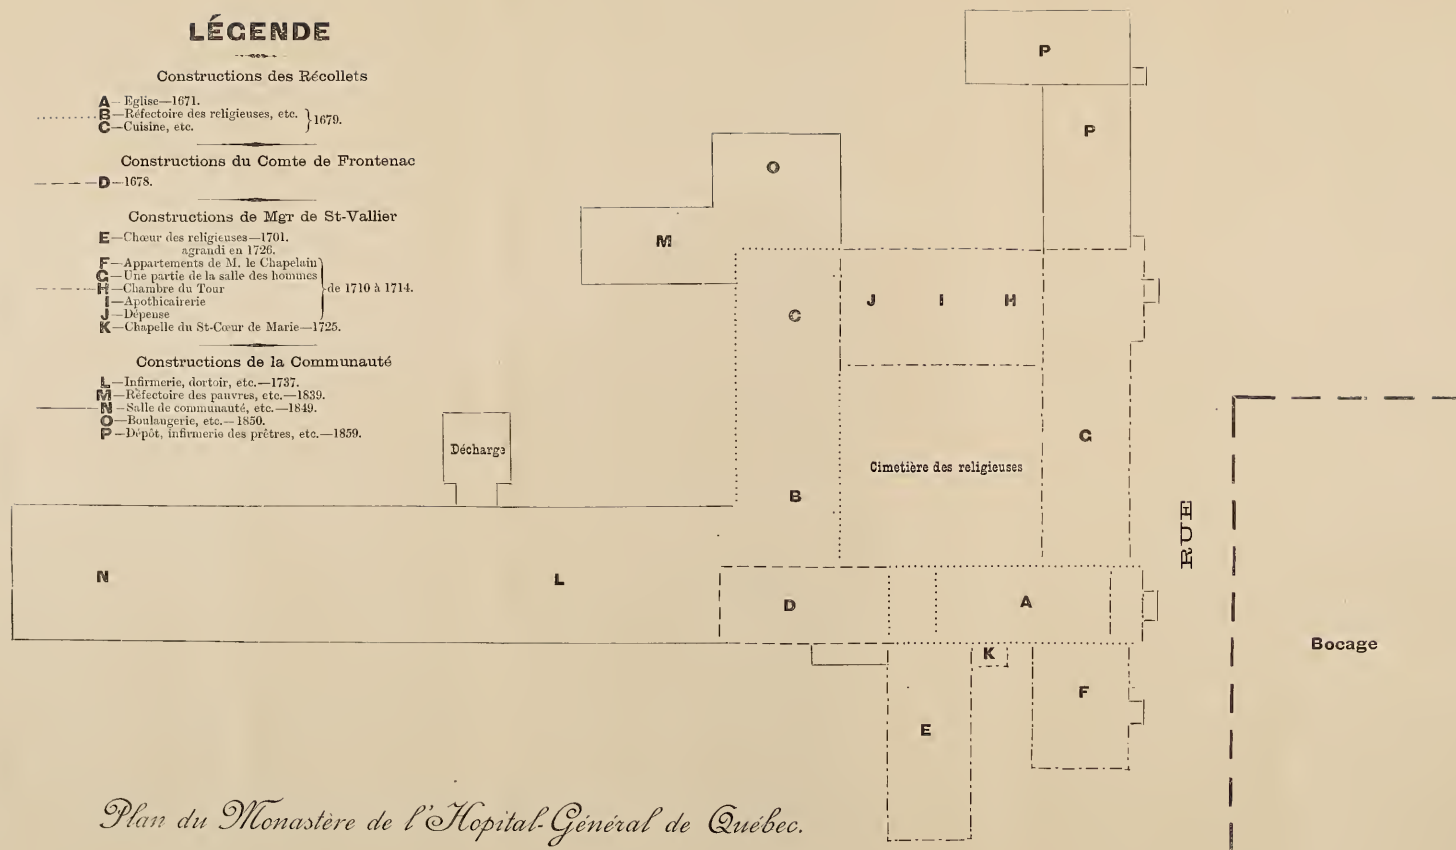 LÉGENDE
Constructions des Récollets
A—Eglise—1671.
B—Réfectoire des religieuses, etc. } 1679.
C—Cuisine, etc.
Constructions du Comte de Frontenac
D—1678.
Constructions de Mgr de St-Vallier
E—Chœur des religieuses—1701.
agrandi en 1726.
F—Appartements de M. le Chapelain
G—Une partie de la salle des hommes
H—Chambre du Tour } de 1710 à 1714.
I—Apothicairerie
J—Dépense
K—Chapelle du St-Cœur de Marie—1725.
Constructions de la Communauté
L—Infirmerie, dortoir, etc.—1737.
M—Réfectoire des pauvres, etc.—1839.
N—Salle de communauté, etc.—1849.
O—Boulangerie, etc.—1850.
P—Dépôt, infirmerie des prêtres, etc.—1859.
P
P
O
M
J I H
C
G
Décharge
Cimetière des religieuses
B
RUE
N
L
D
A
K
Bocage
F
E
Plan du Monastère de l'Hopital-Général de Québec.